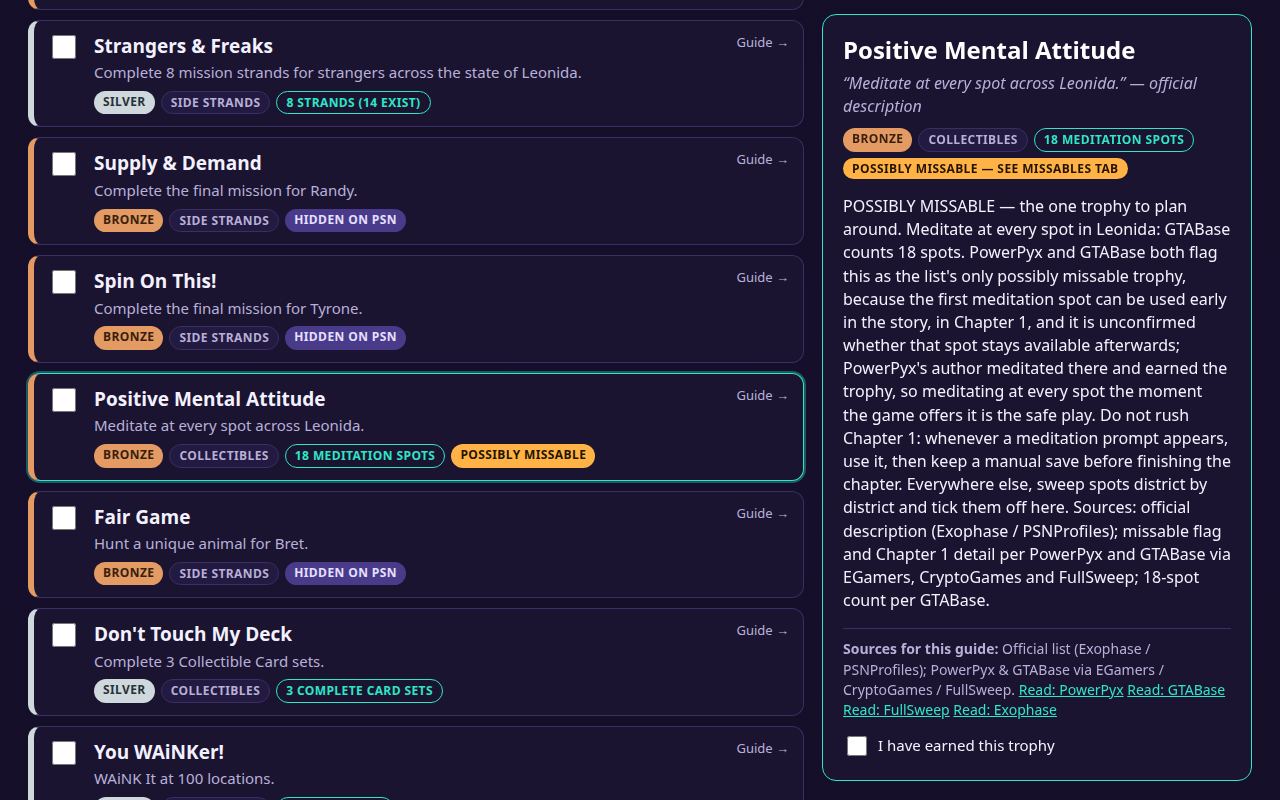 Strangers & Freaks
Guide →
Complete 8 mission strands for strangers across the state of Leonida.
SILVER
SIDE STRANDS
8 STRANDS (14 EXIST)
Supply & Demand
Guide →
Complete the final mission for Randy.
BRONZE
SIDE STRANDS
HIDDEN ON PSN
Spin On This!
Guide →
Complete the final mission for Tyrone.
BRONZE
SIDE STRANDS
HIDDEN ON PSN
Positive Mental Attitude
Guide →
Meditate at every spot across Leonida.
BRONZE
COLLECTIBLES
18 MEDITATION SPOTS
POSSIBLY MISSABLE
Fair Game
Guide →
Hunt a unique animal for Bret.
BRONZE
SIDE STRANDS
HIDDEN ON PSN
Don't Touch My Deck
Guide →
Complete 3 Collectible Card sets.
SILVER
COLLECTIBLES
3 COMPLETE CARD SETS
You WAiNKer!
Guide →
WAiNK It at 100 locations.
Positive Mental Attitude
“Meditate at every spot across Leonida.” — official
description
BRONZE
COLLECTIBLES
18 MEDITATION SPOTS
POSSIBLY MISSABLE — SEE MISSABLES TAB
POSSIBLY MISSABLE — the one trophy to plan
around. Meditate at every spot in Leonida: GTABase
counts 18 spots. PowerPyx and GTABase both flag
this as the list's only possibly missable trophy,
because the first meditation spot can be used early
in the story, in Chapter 1, and it is unconfirmed
whether that spot stays available afterwards;
PowerPyx's author meditated there and earned the
trophy, so meditating at every spot the moment
the game offers it is the safe play. Do not rush
Chapter 1: whenever a meditation prompt appears,
use it, then keep a manual save before finishing the
chapter. Everywhere else, sweep spots district by
district and tick them off here. Sources: official
description (Exophase / PSNProfiles); missable flag
and Chapter 1 detail per PowerPyx and GTABase via
EGamers, CryptoGames and FullSweep; 18-spot
count per GTABase.
Sources for this guide: Official list (Exophase /
PSNProfiles); PowerPyx & GTABase via EGamers /
CryptoGames / FullSweep. Read: PowerPyx Read: GTABase
Read: FullSweep Read: Exophase
I have earned this trophy